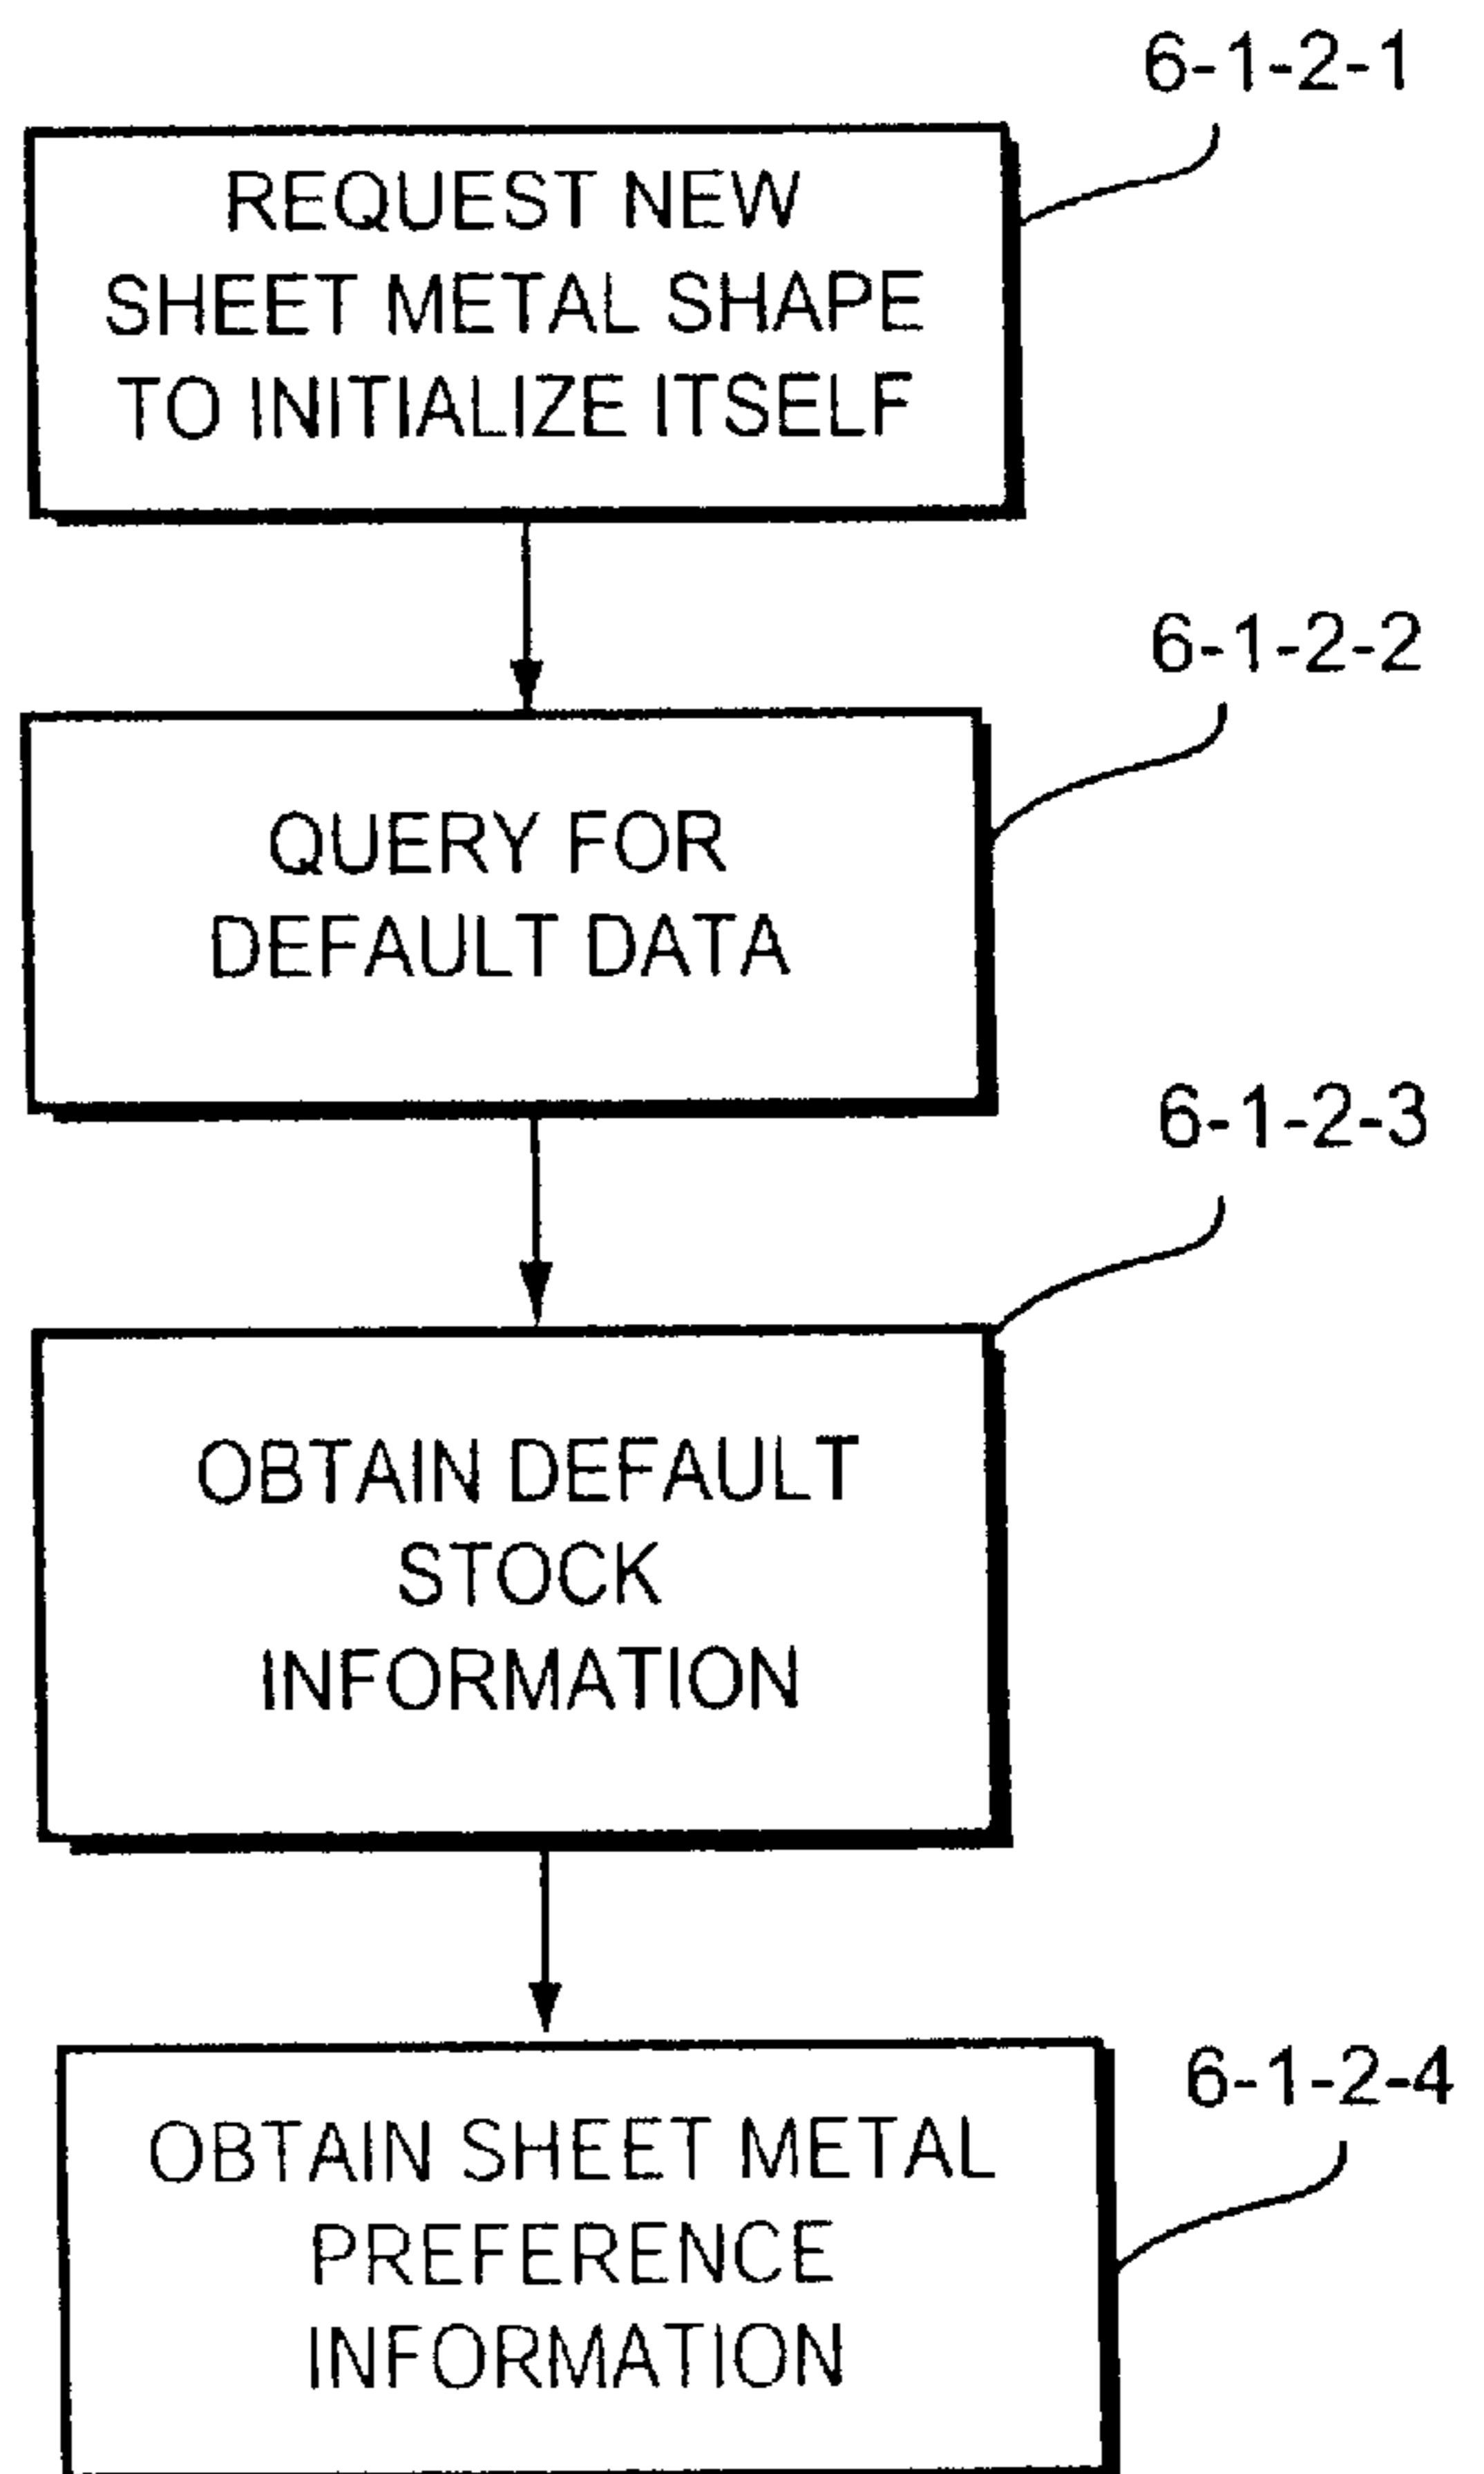 6-1-2-1
REQUEST NEW
SHEET METAL SHAPE
TO INITIALIZE ITSELF
6-1-2-2
QUERY FOR
DEFAULT DATA
6-1-2-3
OBTAIN DEFAULT
STOCK
INFORMATION
6-1-2-4
OBTAIN SHEET METAL
PREFERENCE
INFORMATION